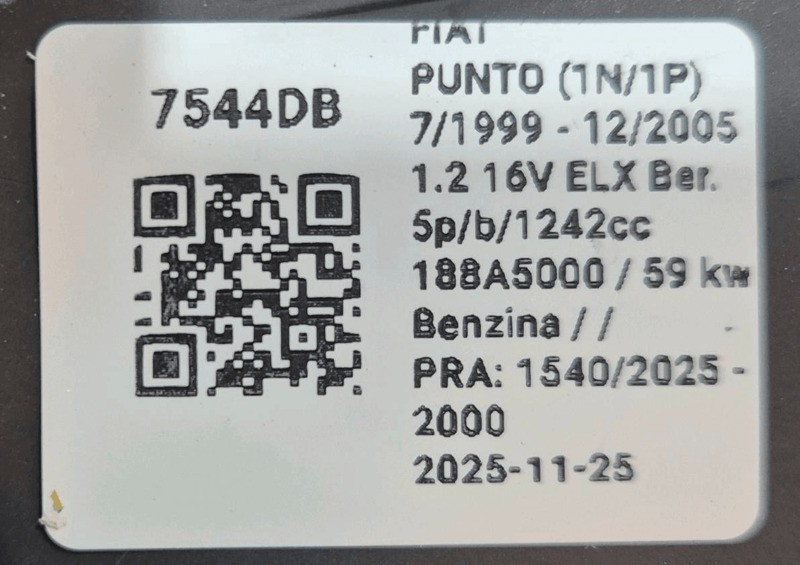 7544DB
FIAT
PUNTO (1N/1P)
7/1999 - 12/2005
1.2 16V ELX Ber.
5p/b/1242cc
188A5000 / 59 kw
Benzina / /
PRA: 1540/2025 -
2000
2025-11-25